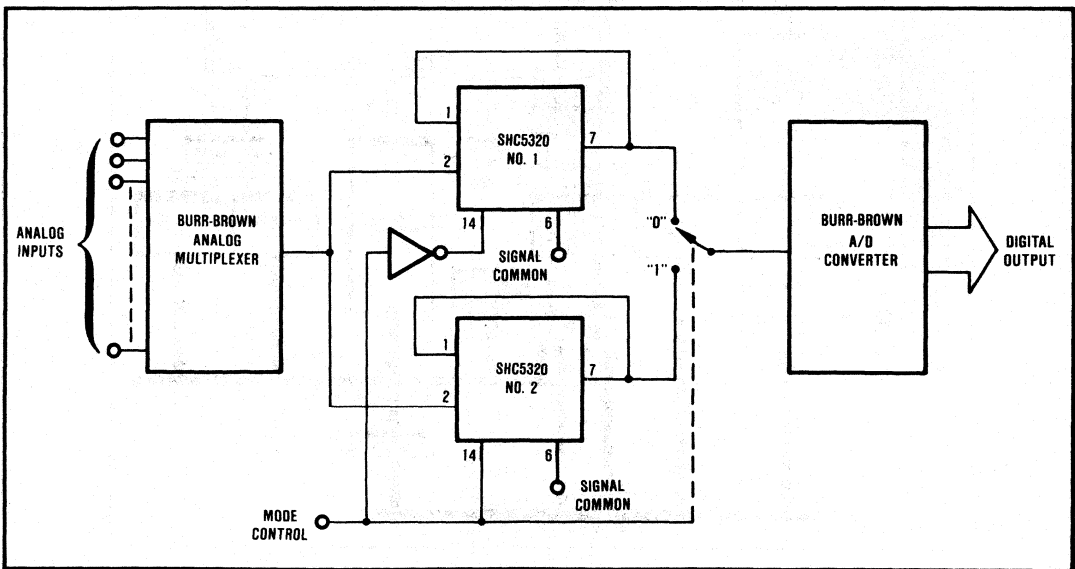 ANALOG
INPUTS
BURR-BROWN
ANALOG
MULTIPLEXER
1
2
SHC5320
NO. 1
7
14
6
SIGNAL
COMMON
"0"
"1"
BURR-BROWN
A/D
CONVERTER
DIGITAL
OUTPUT
1
2
SHC5320
NO. 2
7
14
6
SIGNAL
COMMON
MODE
CONTROL